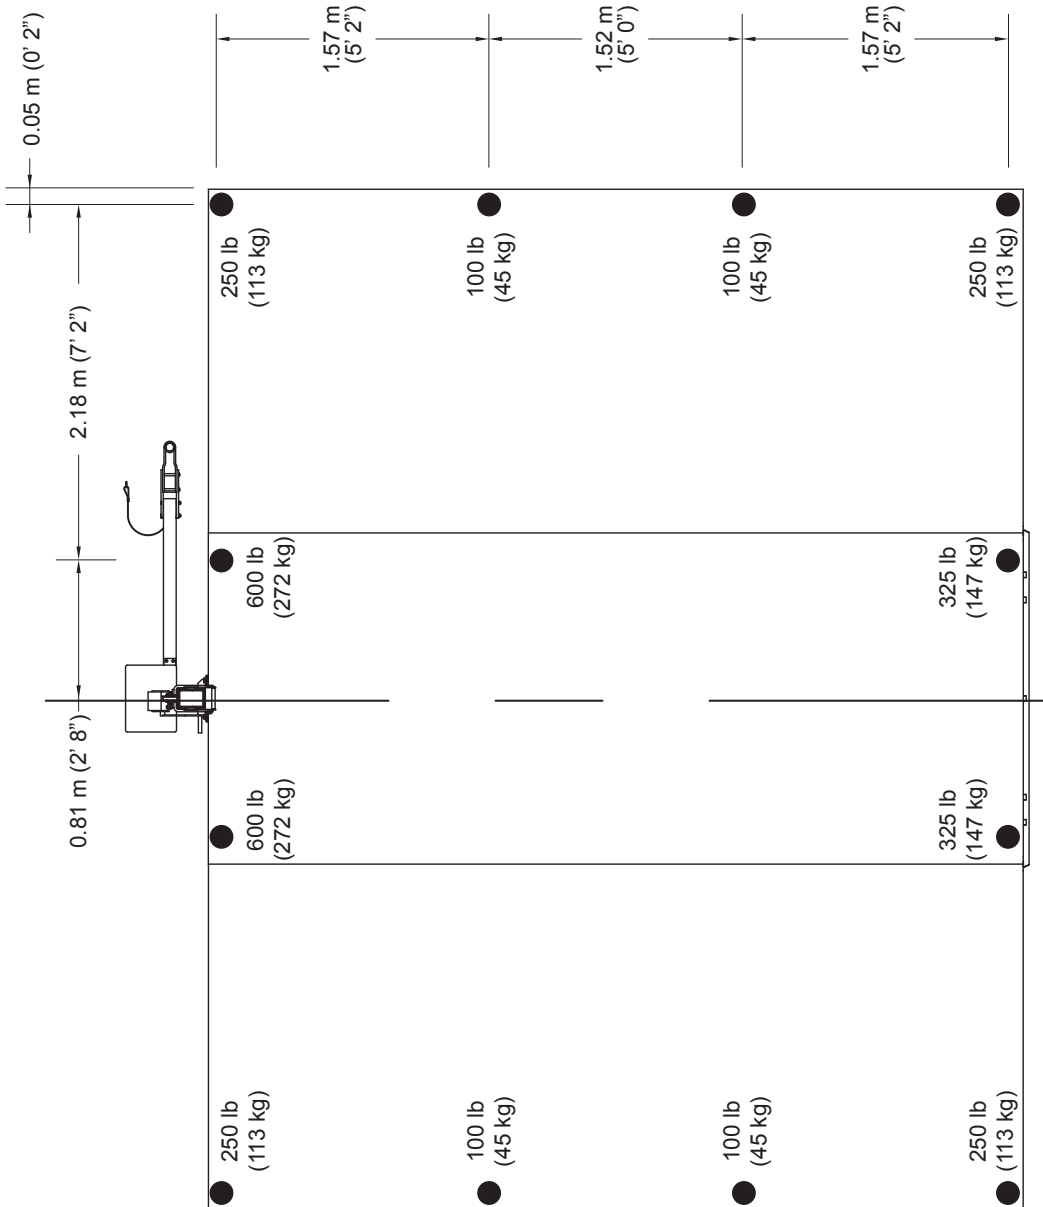 0.05 m (0’ 2”)
0.81 m (2’ 8”)
2.18 m (7’ 2”)
250 lb
(113 kg)
600 lb
(272 kg)
600 lb
(272 kg)
250 lb
(113 kg)
1.57 m
(5’ 2”)
100 lb
(45 kg)
100 lb
(45 kg)
1.52 m
(5’ 0”)
100 lb
(45 kg)
100 lb
(45 kg)
1.57 m
(5’ 2”)
250 lb
(113 kg)
325 lb
(147 kg)
325 lb
(147 kg)
250 lb
(113 kg)